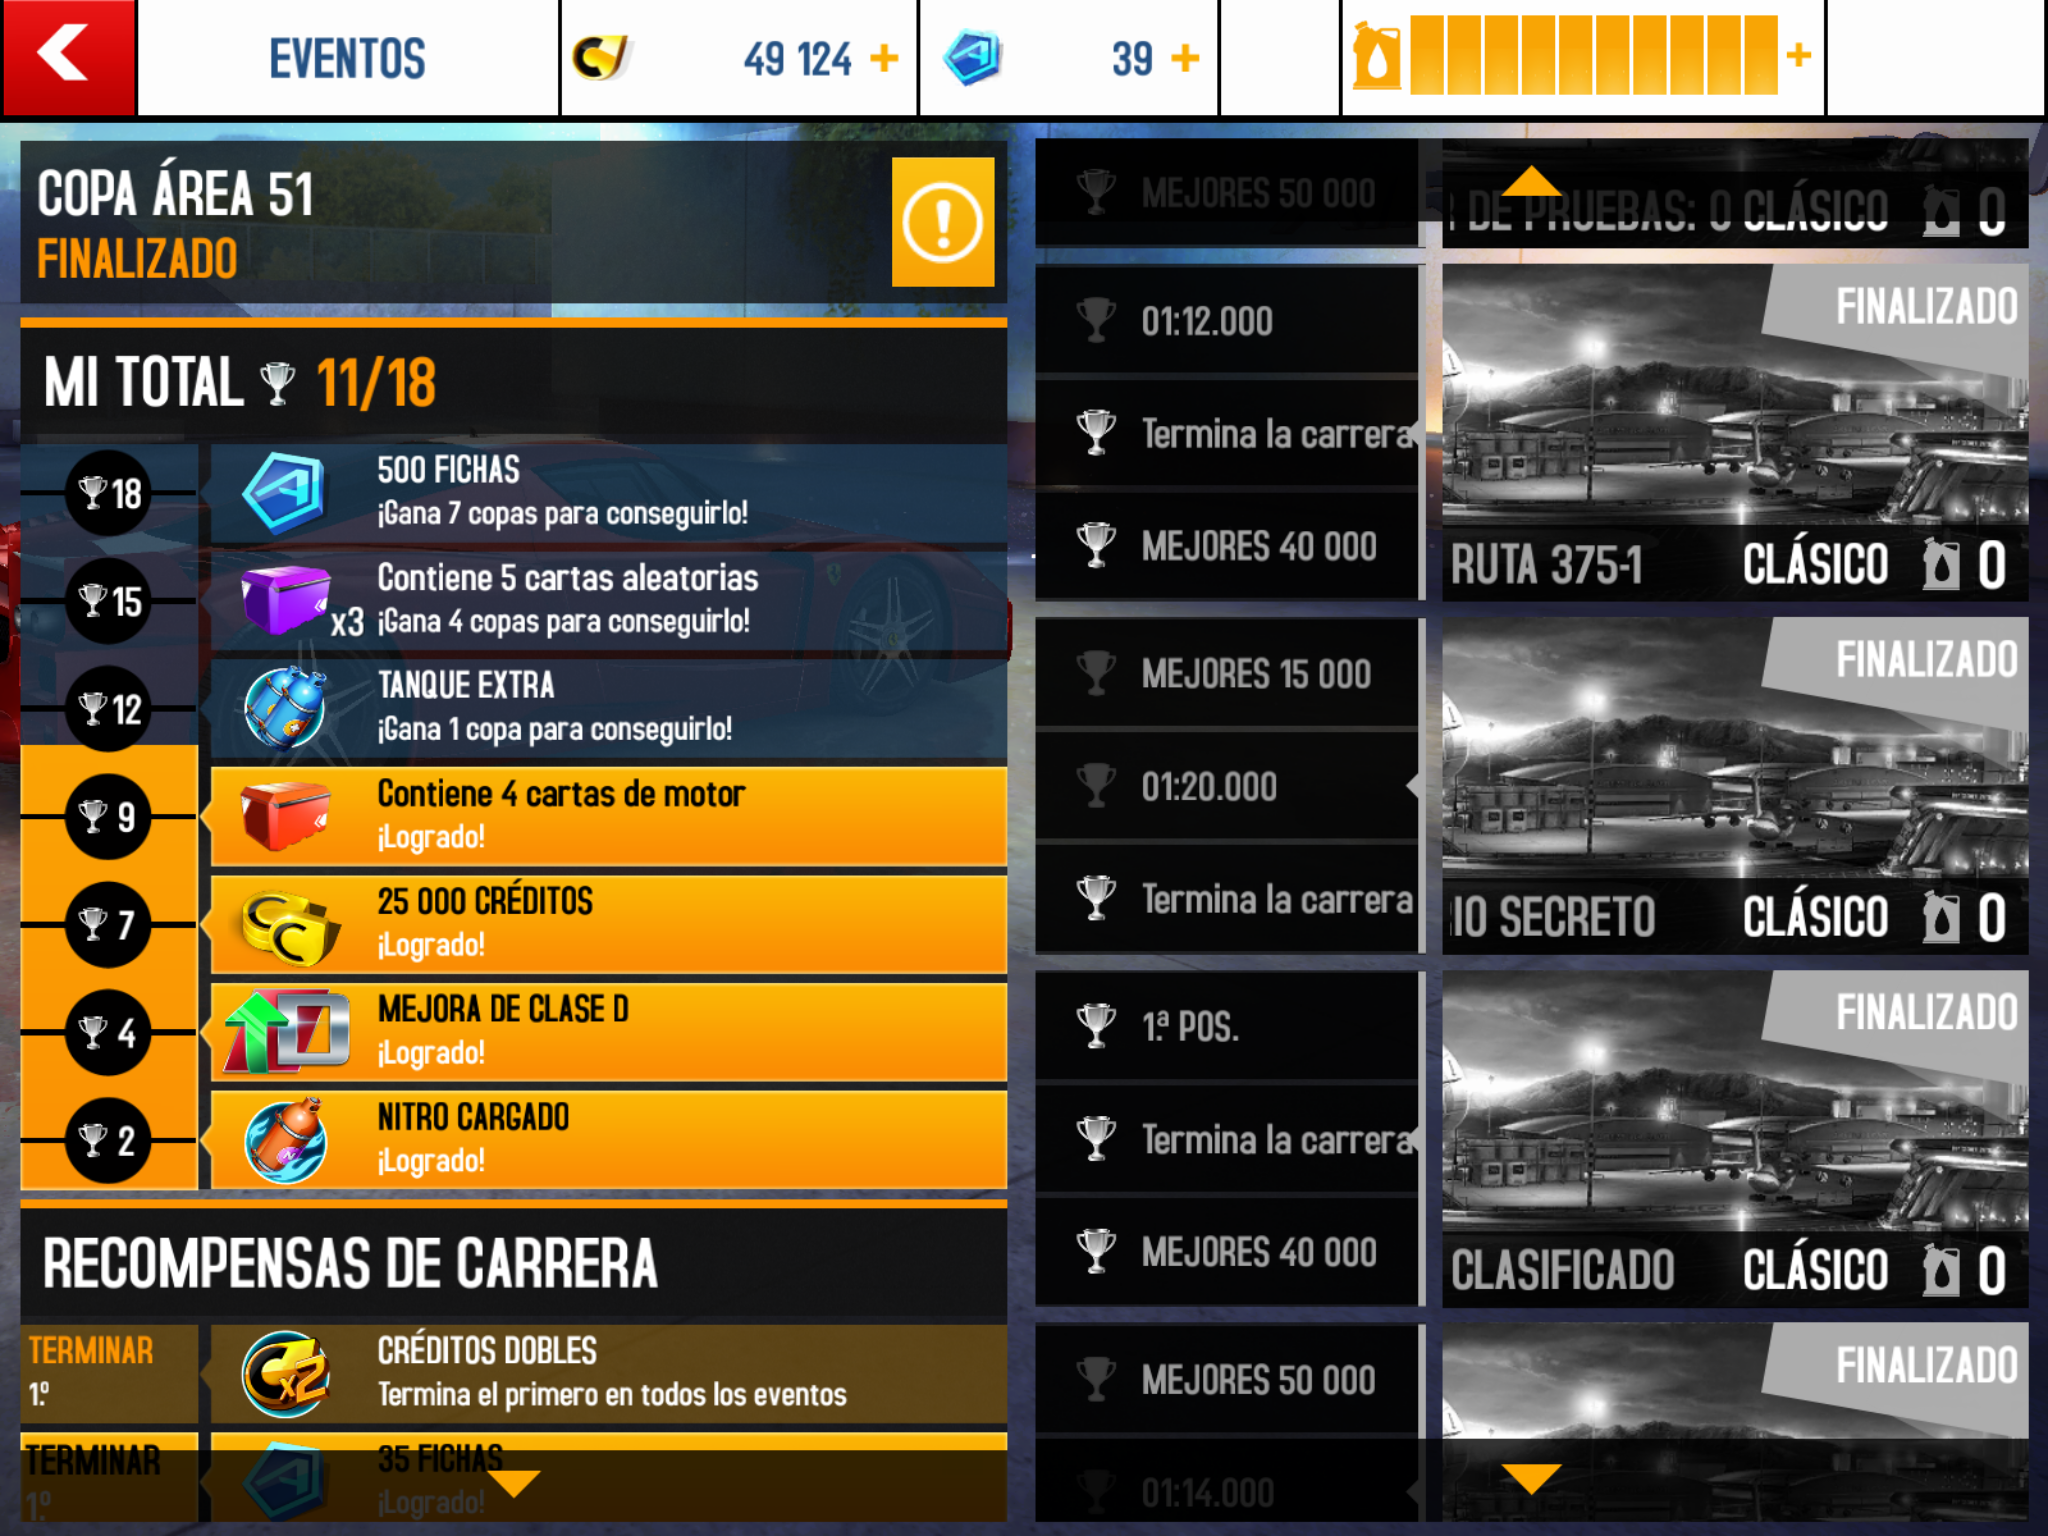 EVENTOS
49 124 +
39 +
+
COPA ÁREA 51
FINALIZADO
MI TOTAL 11/18
18
500 FICHAS
¡Gana 7 copas para conseguirlo!
15
x3
Contiene 5 cartas aleatorias
¡Gana 4 copas para conseguirlo!
12
TANQUE EXTRA
¡Gana 1 copa para conseguirlo!
9
Contiene 4 cartas de motor
¡Logrado!
7
25 000 CRÉDITOS
¡Logrado!
4
D
MEJORA DE CLASE D
¡Logrado!
2
NITRO CARGADO
¡Logrado!
RECOMPENSAS DE CARRERA
TERMINAR
1.º
x2
CRÉDITOS DOBLES
Termina el primero en todos los eventos
TERMINAR
1.º
35 FICHAS
¡Logrado!
MEJORES 50 000
DE PRUEBAS: 0 CLÁSICO 0
01:12.000
Termina la carrera
MEJORES 40 000
FINALIZADO
RUTA 375-1 CLÁSICO 0
MEJORES 15 000
01:20.000
Termina la carrera
FINALIZADO
IO SECRETO CLÁSICO 0
1.ª POS.
Termina la carrera
MEJORES 40 000
FINALIZADO
CLASIFICADO CLÁSICO 0
MEJORES 50 000
01:14.000
FINALIZADO